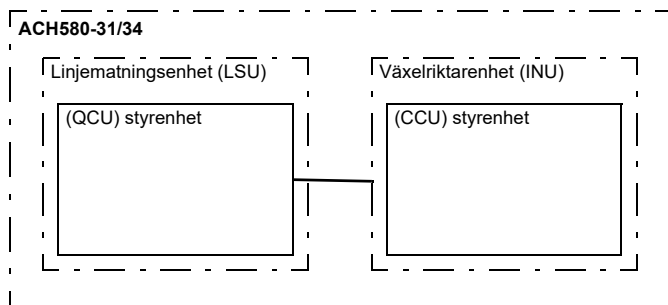 ACH580-31/34
Linjematningsenhet (LSU)
Växelriktarenhet (INU)
(QCU) styrenhet
(CCU) styrenhet